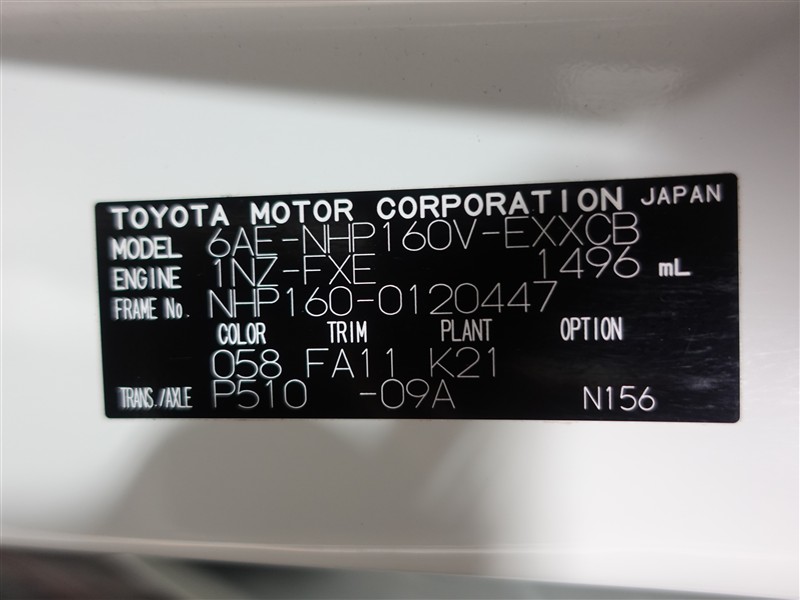 TOYOTA MOTOR CORPORATION JAPAN
MODEL 6AE-NHP160V-EXXCB
ENGINE 1NZ-FXE 1496 mL
FRAME No. NHP160-0120447
COLOR TRIM PLANT OPTION
058 FA11 K21
TRANS./AXLE P510 -09A N156